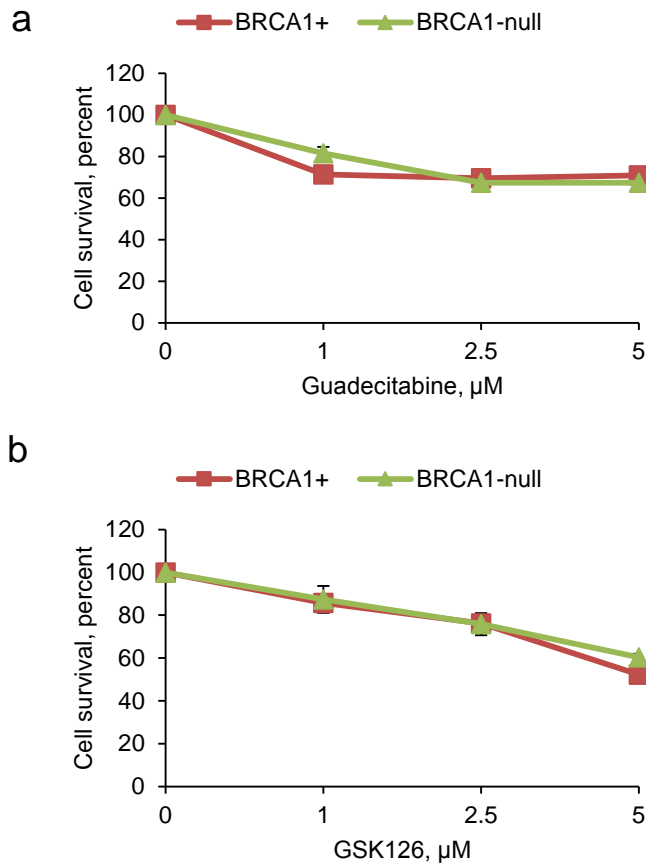 a
BRCA1+ BRCA1-null
Cell survival, percent
120
100
80
60
40
20
0
0 1 2.5 5
Guadecitabine, µM
b
BRCA1+ BRCA1-null
Cell survival, percent
120
100
80
60
40
20
0
0 1 2.5 5
GSK126, µM